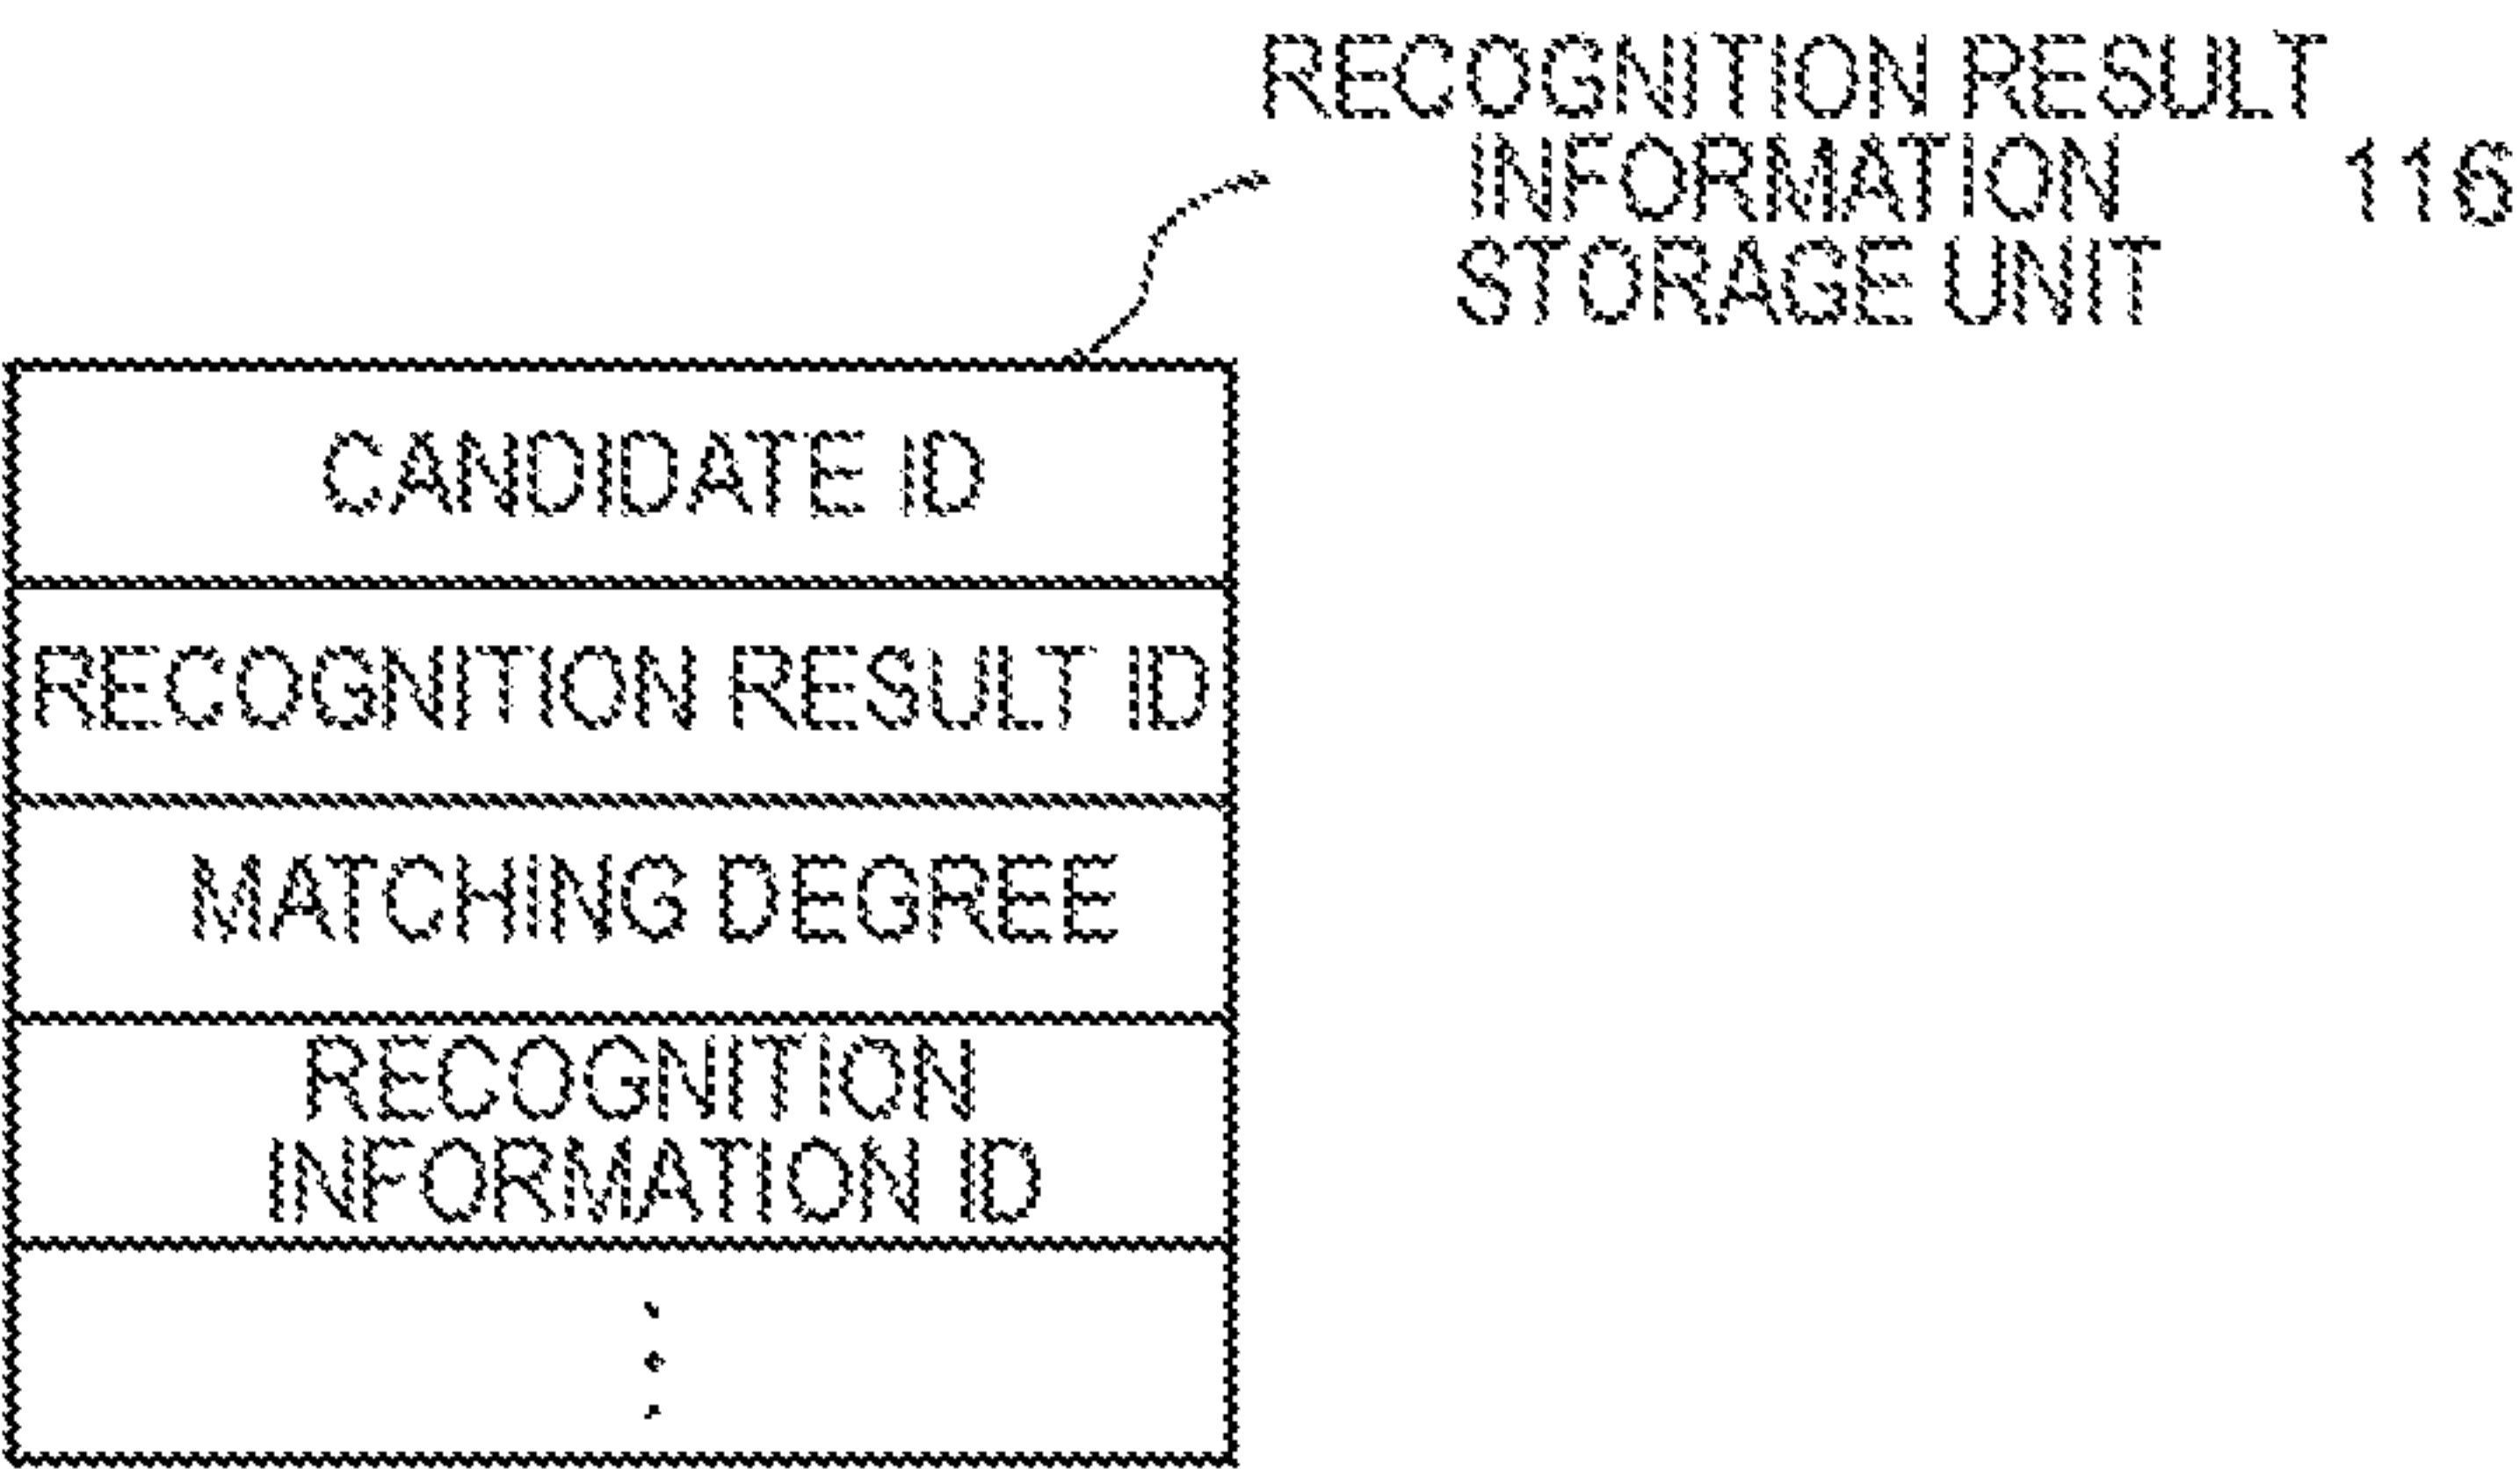 RECOGNITION RESULT
INFORMATION 116
STORAGE UNIT
CANDIDATE ID
RECOGNITION RESULT ID
MATCHING DEGREE
RECOGNITION
INFORMATION ID